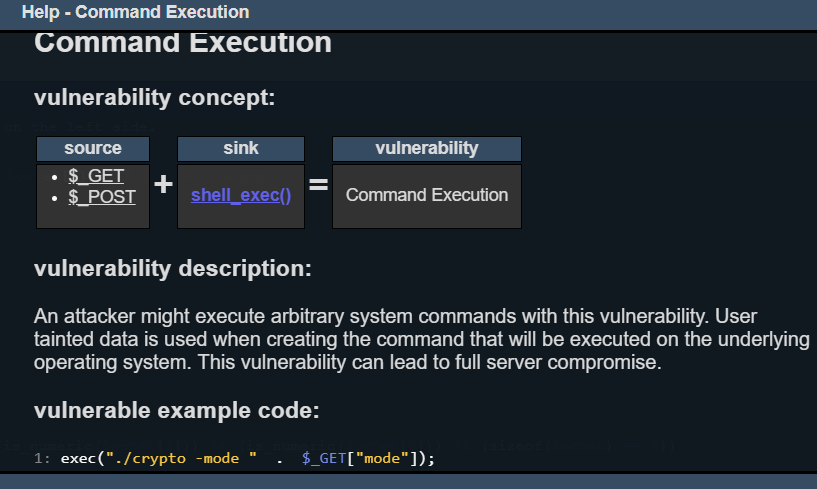 Help - Command Execution
Command Execution
vulnerability concept:
source sink vulnerability
• $_GET
• $_POST
+
shell_exec()
=
Command Execution
vulnerability description:
An attacker might execute arbitrary system commands with this vulnerability. User
tainted data is used when creating the command that will be executed on the underlying
operating system. This vulnerability can lead to full server compromise.
vulnerable example code:
1: exec("./crypto -mode " . $_GET["mode"]);